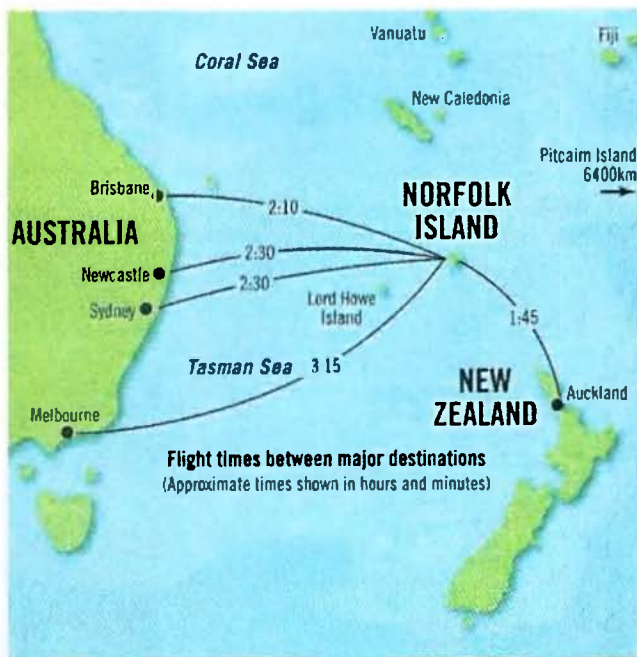 Vanuatu
Fiji
Coral Sea
New Caledonia
Pitcairn Island
6400km
Brisbane
NORFOLK
ISLAND
2:10
AUSTRALIA
2:30
Newcastle
2:30
Sydney
Lord Howe
Island
1:45
Tasman Sea
3 15
NEW
ZEALAND
Auckland
Melbourne
Flight times between major destinations
(Approximate times shown in hours and minutes)